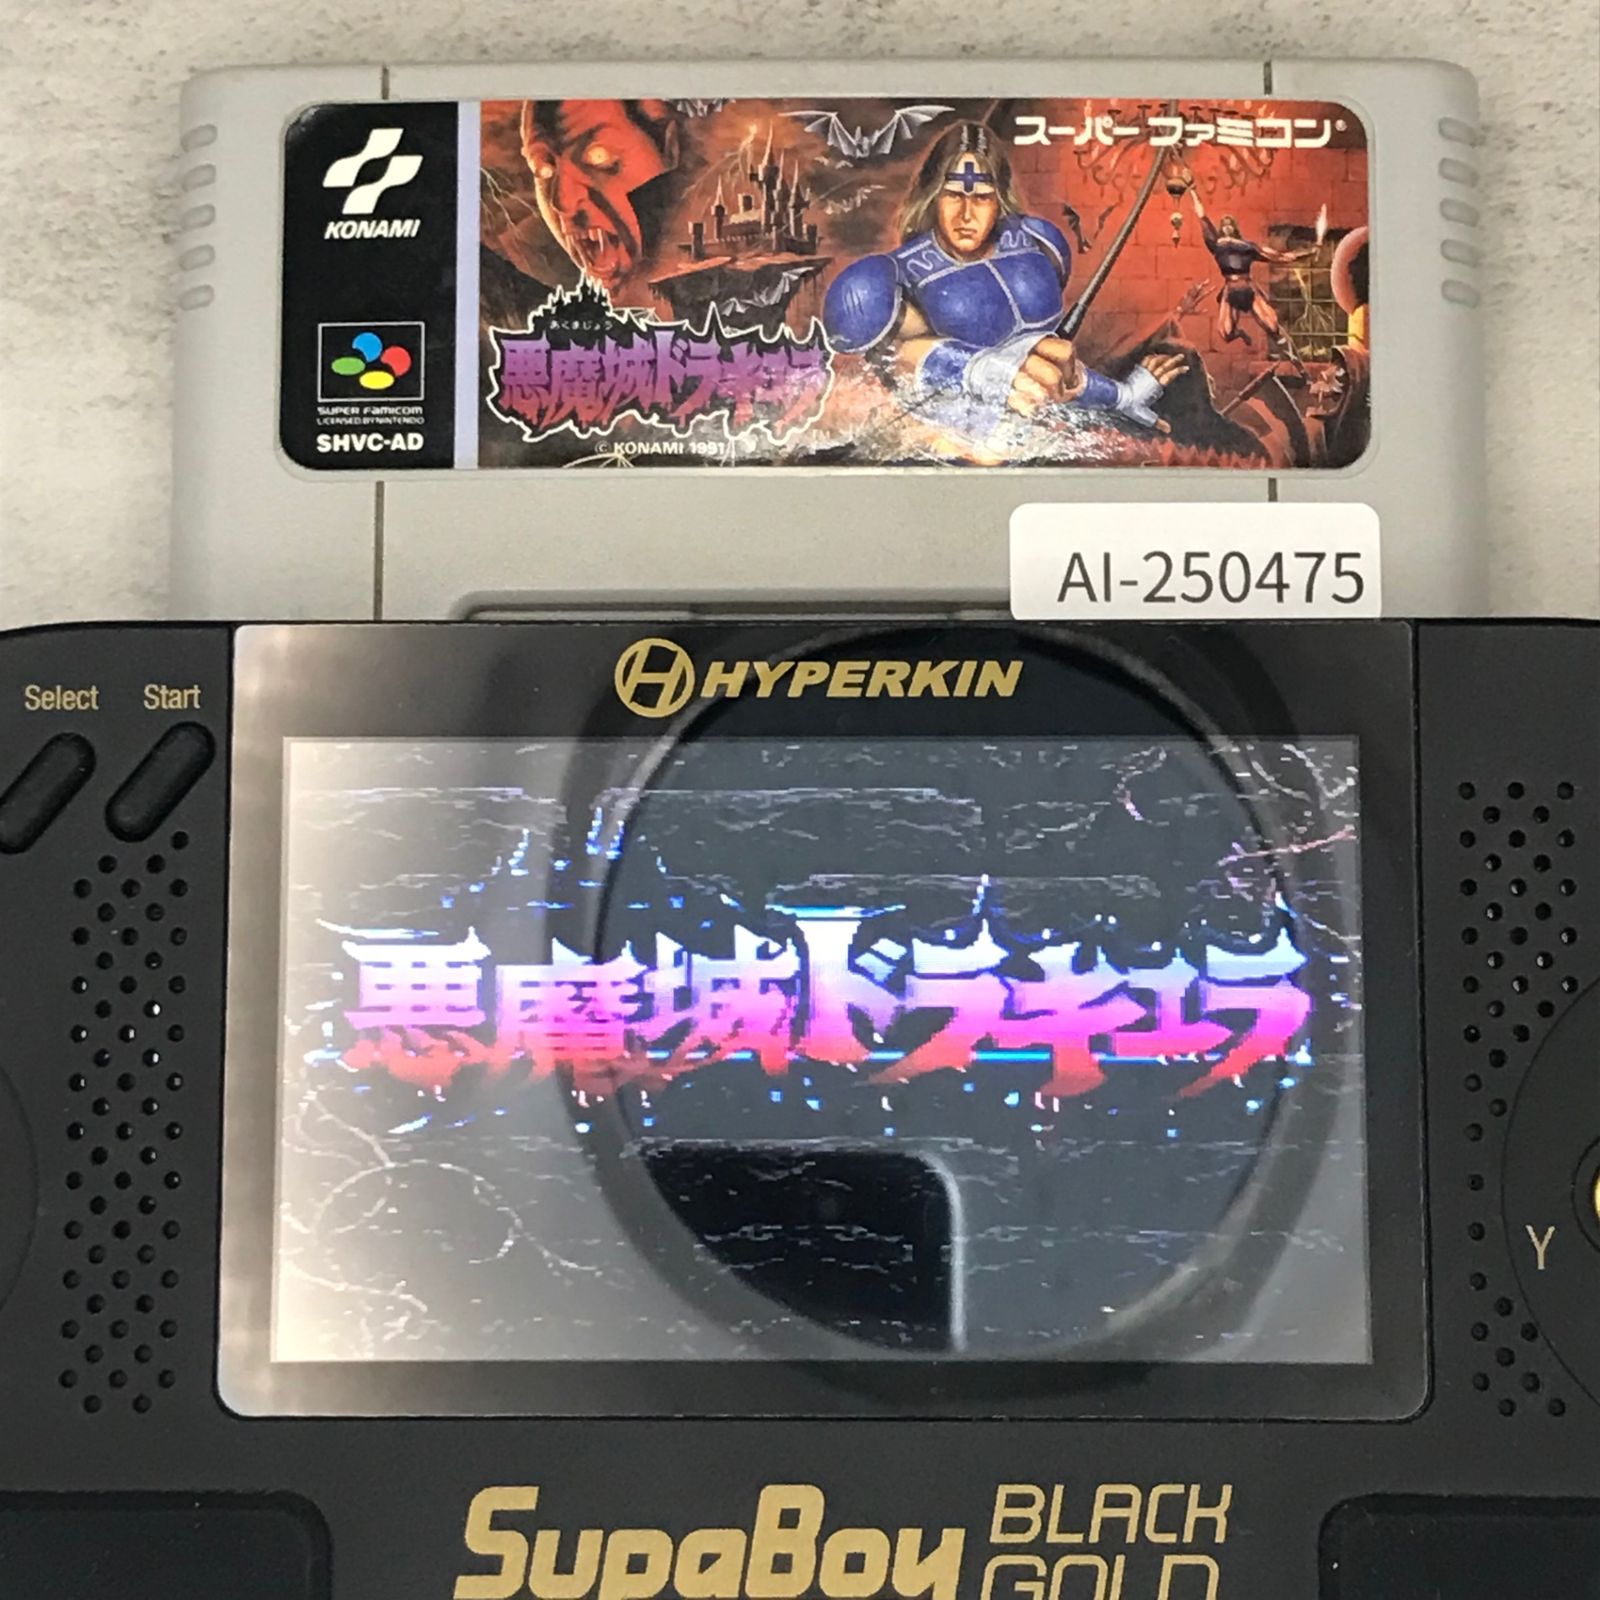 スーパーファミコン®
KONAMI
あくまじょう
悪魔城ドラキュラ
SUPER FAMICOM
LICENSED BY NINTENDO
SHVC-AD
© KONAMI 1991
AI-250475
HYPERKIN
Select Start
悪魔城ドラキュラ
Y
SupaBoy BLACK
GOLD